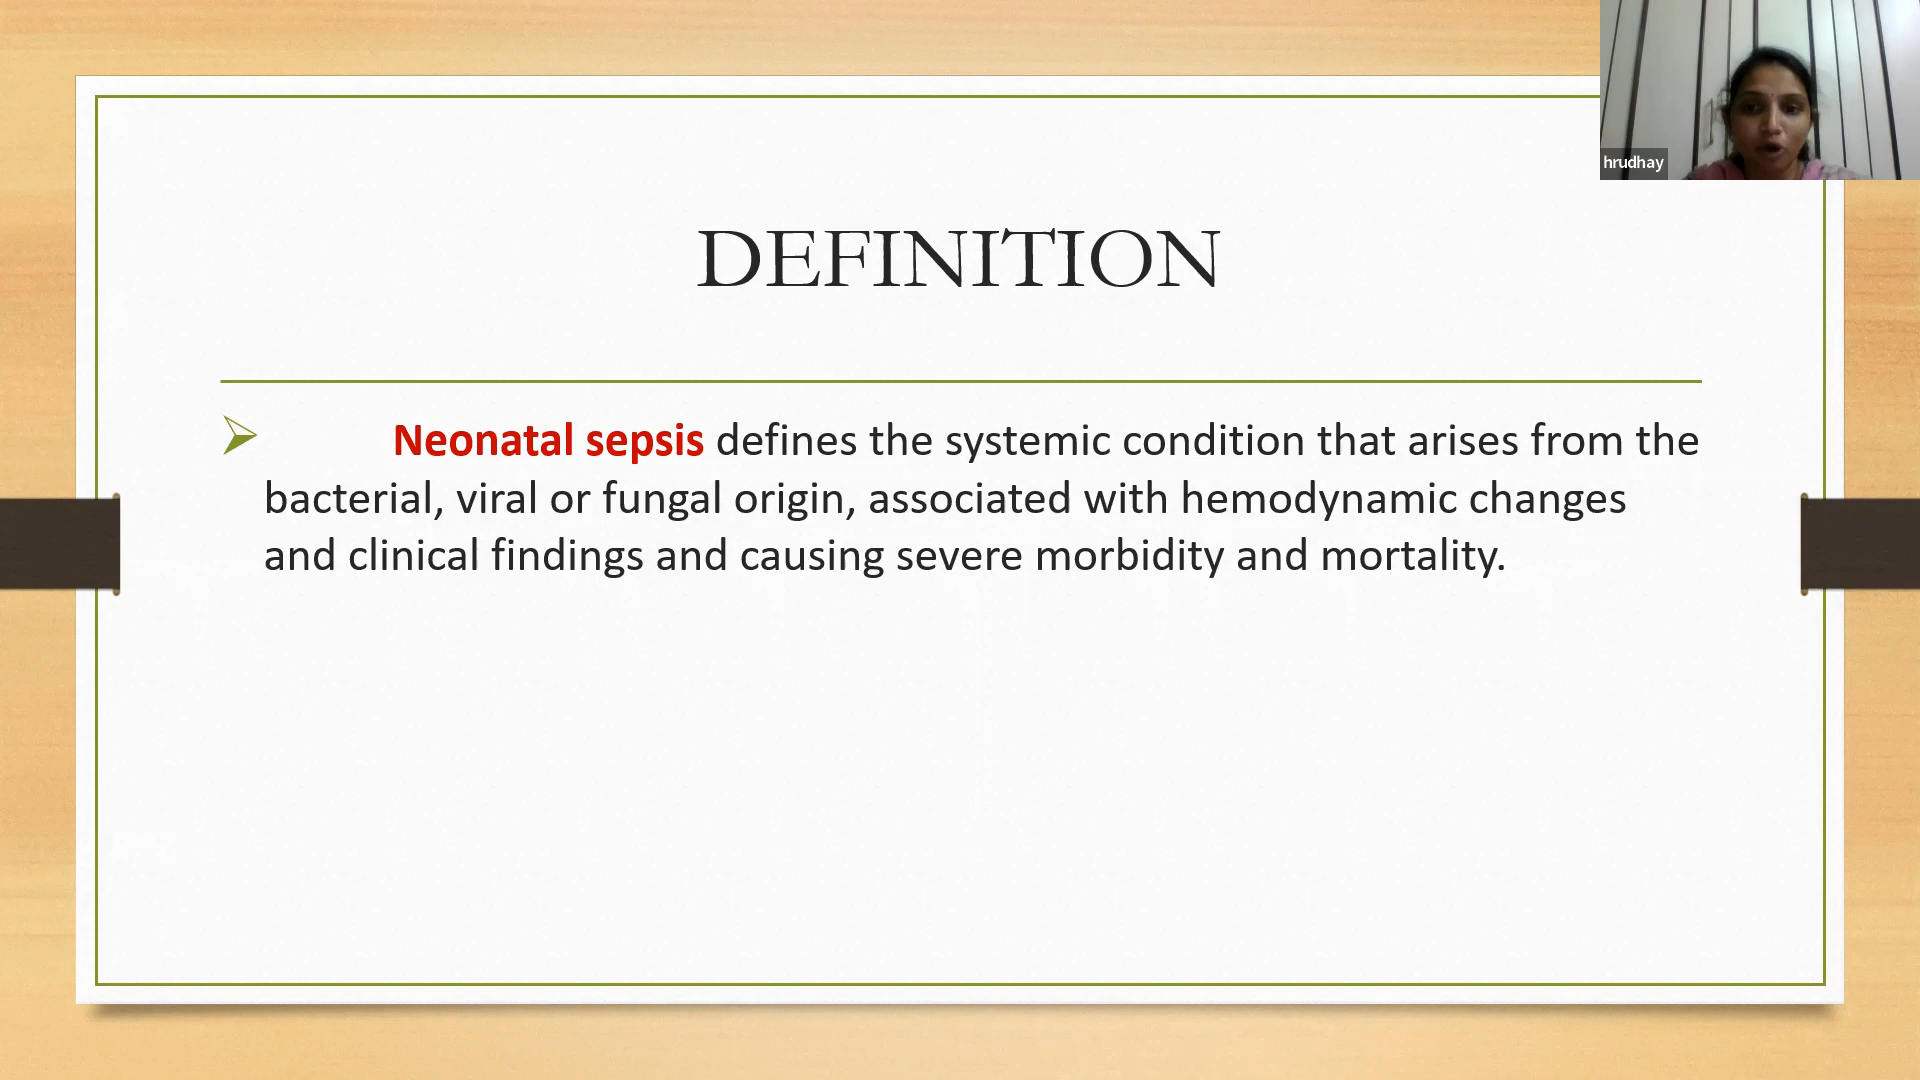 hrudhay
DEFINITION
Neonatal sepsis defines the systemic condition that arises from the
bacterial, viral or fungal origin, associated with hemodynamic changes
and clinical findings and causing severe morbidity and mortality.